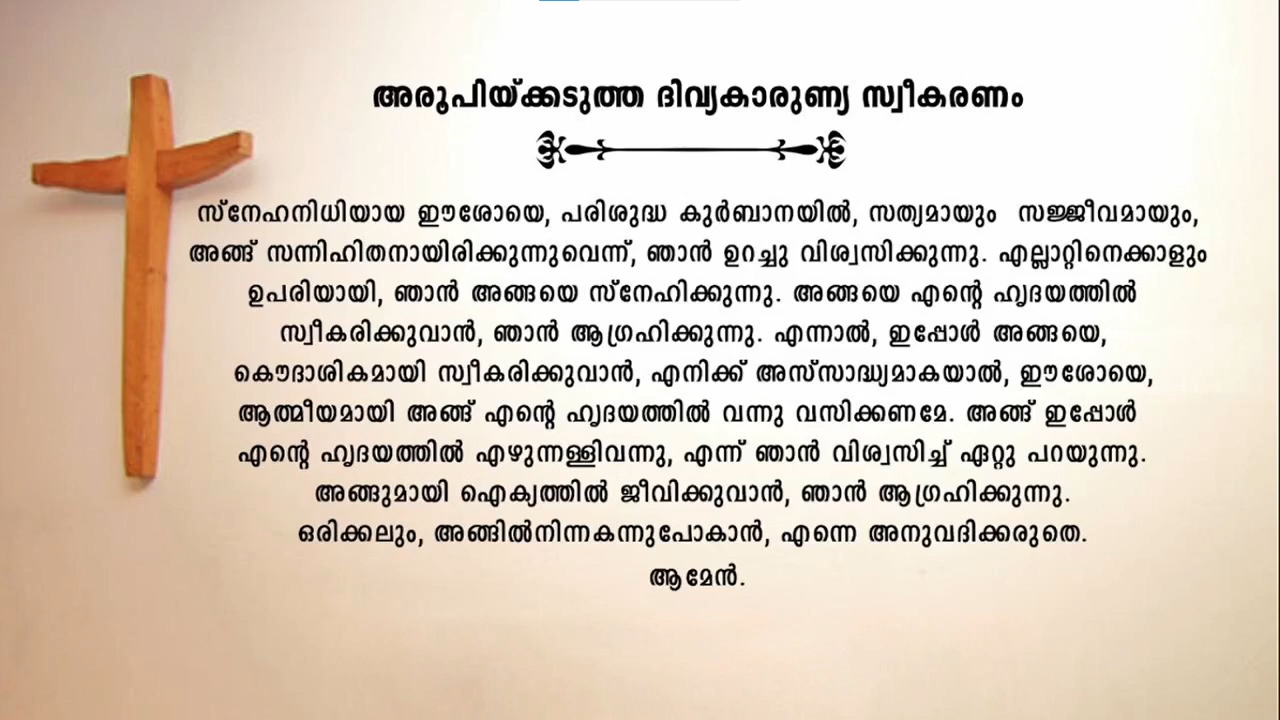 അരൂപിയ്ക്കടുത്ത ദിവ്യകാരുണ്യ സ്വീകരണം
സ്നേഹനിധിയായ ഈശോയെ, പരിശുദ്ധ കുർബാനയിൽ, സത്യമായും സജ്ജീവമായും,
അങ്ങ് സന്നിഹിതനായിരിക്കുന്നുവെന്ന്, ഞാൻ ഉറച്ചു വിശ്വസിക്കുന്നു. എല്ലാറ്റിനെക്കാളും
ഉപരിയായി, ഞാൻ അങ്ങയെ സ്നേഹിക്കുന്നു. അങ്ങയെ എന്റെ ഹൃദയത്തിൽ
സ്വീകരിക്കുവാൻ, ഞാൻ ആഗ്രഹിക്കുന്നു. എന്നാൽ, ഇപ്പോൾ അങ്ങയെ,
കൌദാശികമായി സ്വീകരിക്കുവാൻ, എനിക്ക് അസ്സാദ്ധ്യമാകയാൽ, ഈശോയെ,
ആത്മീയമായി അങ്ങ് എന്റെ ഹൃദയത്തിൽ വന്നു വസിക്കണമേ. അങ്ങ് ഇപ്പോൾ
എന്റെ ഹൃദയത്തിൽ എഴുന്നള്ളിവന്നു, എന്ന് ഞാൻ വിശ്വസിച്ച് ഏറ്റു പറയുന്നു.
അങ്ങുമായി ഐക്യത്തിൽ ജീവിക്കുവാൻ, ഞാൻ ആഗ്രഹിക്കുന്നു.
ഒരിക്കലും, അങ്ങിൽനിന്നകന്നുപോകാൻ, എന്നെ അനുവദിക്കരുതെ.
ആമേൻ.